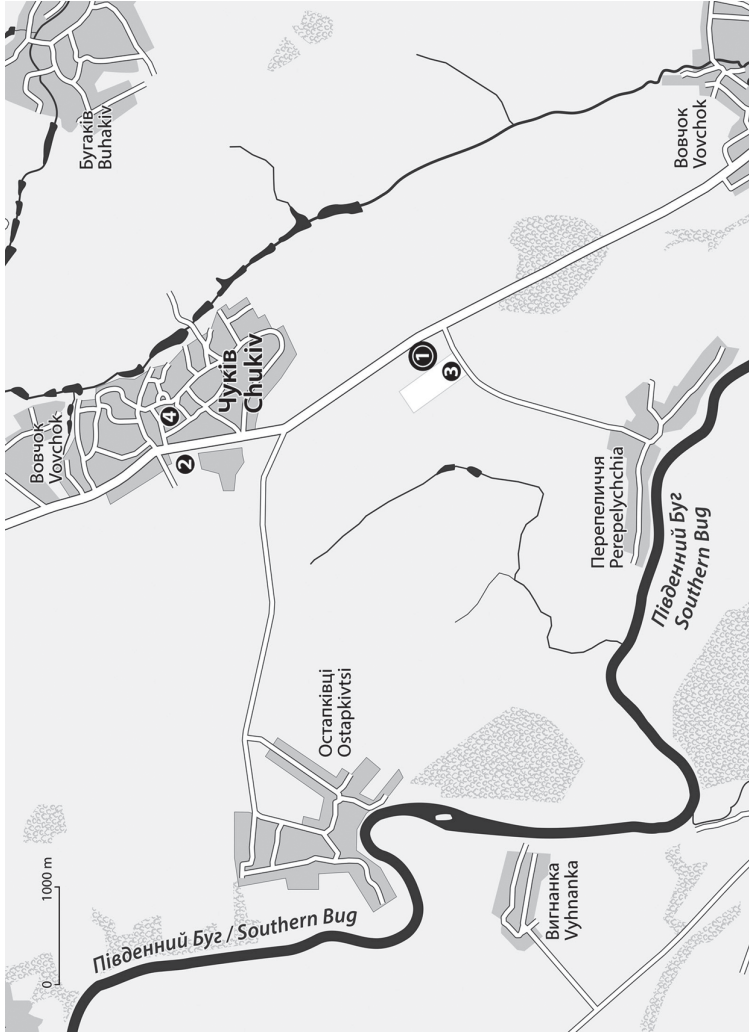 Бугаків
Buhakiv
Вовчок
Vovchok
Вовчок
Vovchok
Чуків
Chukiv
1
2
3
4
Перепеличчя
Perepelychchia
Південний Буг
Southern Bug
Остапківці
Ostapkivtsi
Вигнанка
Vyhnanka
Південний Буг / Southern Bug
0 1000 m